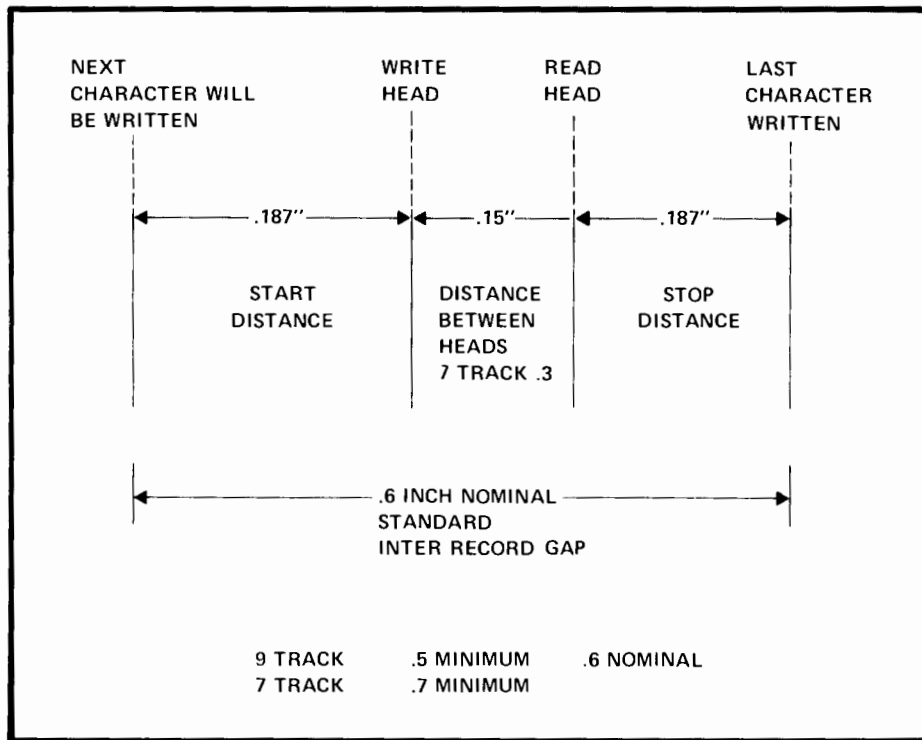 NEXT
CHARACTER WILL
BE WRITTEN
WRITE
HEAD
READ
HEAD
LAST
CHARACTER
WRITTEN
.187"
.15"
.187"
START
DISTANCE
DISTANCE
BETWEEN
HEADS
7 TRACK .3
STOP
DISTANCE
.6 INCH NOMINAL
STANDARD
INTER RECORD GAP
9 TRACK .5 MINIMUM .6 NOMINAL
7 TRACK .7 MINIMUM